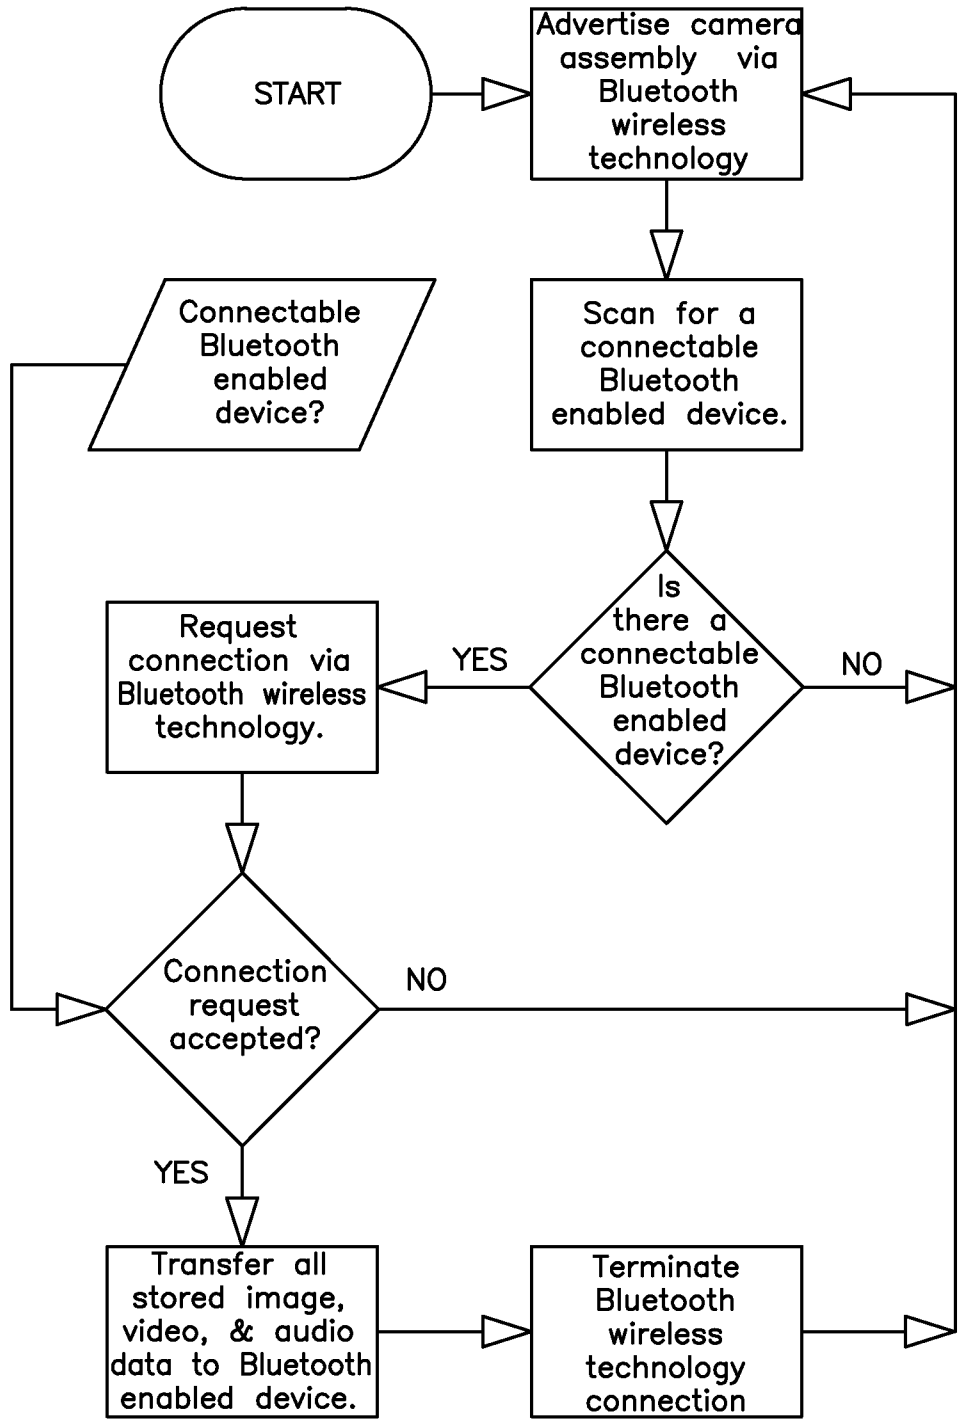 START
Advertise camera
assembly via
Bluetooth
wireless
technology
Connectable
Bluetooth
enabled
device?
Scan for a
connectable
Bluetooth
enabled device.
Is
there a
connectable
Bluetooth
enabled
device?
YES
NO
Request
connection via
Bluetooth wireless
technology.
Connection
request
accepted?
NO
YES
Transfer all
stored image,
video, & audio
data to Bluetooth
enabled device.
Terminate
Bluetooth
wireless
technology
connection